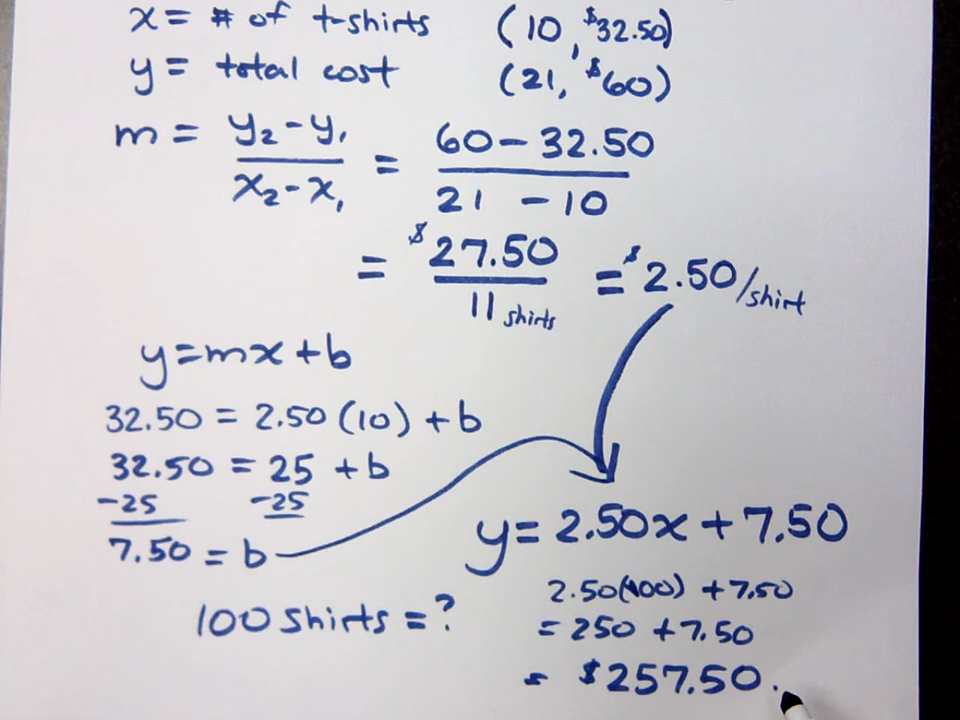 x = # of t-shirts (10, $32.50)
y = total cost (21, $60)
m = y₂ - y₁ / x₂ - x₁ = 60 - 32.50 / 21 - 10
= $27.50 / 11 shirts = $2.50/shirt
y = mx + b
32.50 = 2.50(10) + b
32.50 = 25 + b
-25 -25
7.50 = b
y = 2.50x + 7.50
100 shirts = ?
2.50(100) + 7.50
= 250 + 7.50
= $257.50.